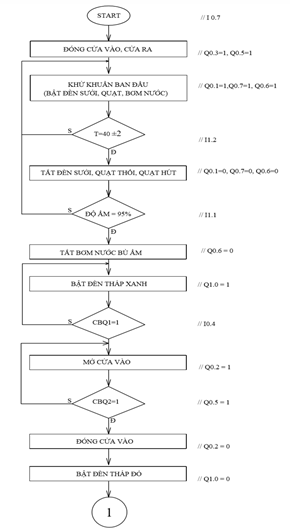 START
// I 0.7
ĐÓNG CỬA VÀO, CỬA RA
// Q0.3=1, Q0.5=1
KHỬ KHUẨN BAN ĐẦU
(BẬT ĐÈN SƯỞI, QUẠT, BƠM NƯỚC)
// Q0.1=1,Q0.7=1, Q0.6=1
S
T=40 ±2
// I1.2
Đ
TẮT ĐÈN SƯỞI, QUẠT THỔI, QUẠT HÚT
// Q0.1=0, Q0.7=0, Q0.6=0
S
ĐỘ ẨM = 95%
// I1.1
Đ
TẮT BƠM NƯỚC BÙ ẨM
// Q0.6 = 0
BẬT ĐÈN THÁP XANH
// Q1.0 = 1
S
CBQ1=1
// I0.4
Đ
MỞ CỬA VÀO
// Q0.2 = 1
S
CBQ2=1
// Q0.5 = 1
Đ
ĐÓNG CỬA VÀO
// Q0.2 = 0
BẬT ĐÈN THÁP ĐỎ
// Q1.0 = 0
1